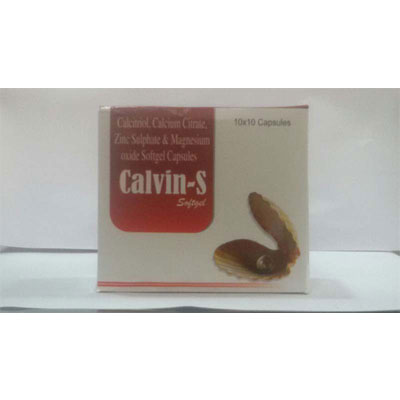 Calcitriol, Calcium Citrate,
Zinc Sulphate & Magnesium
oxide Softgel Capsules
Calvin-S
Softgel
10x10 Capsules